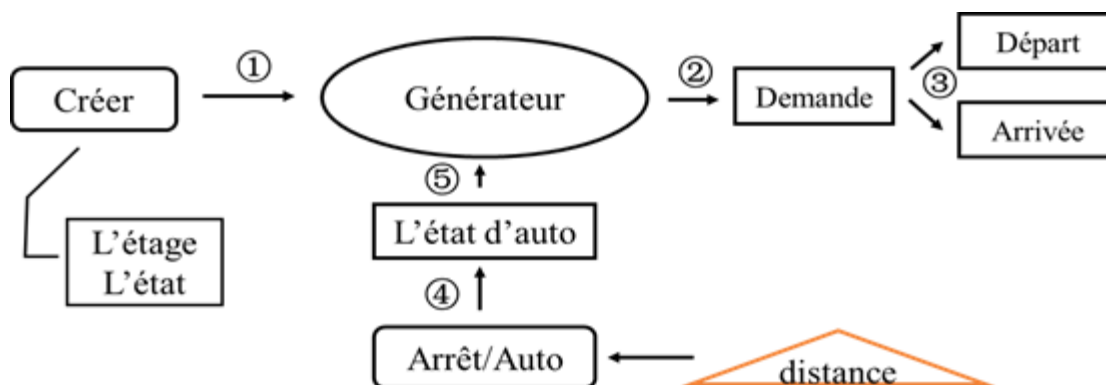 Créer
①
Générateur
②
Demande
③
Départ
Arrivée
L'étage
L'état
⑤
L'état d'auto
④
Arrêt/Auto
distance